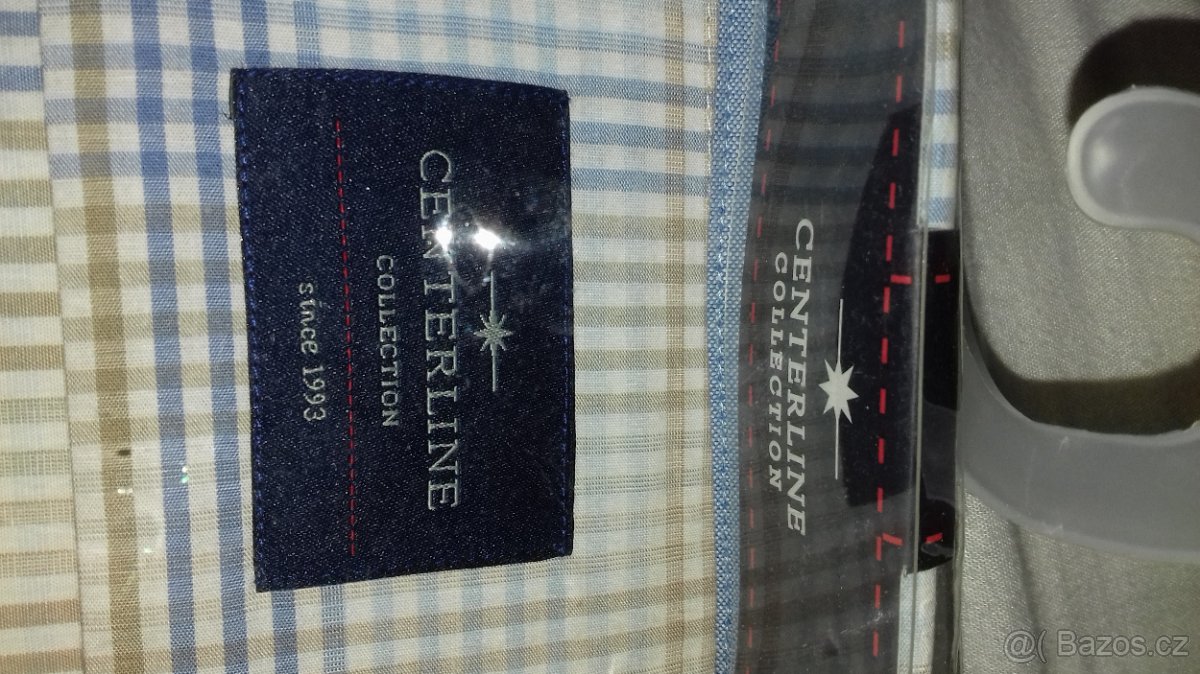 CENTERLINE
COLLECTION
since 1993
CENTERLINE
COLLECTION
@( Bazos.cz